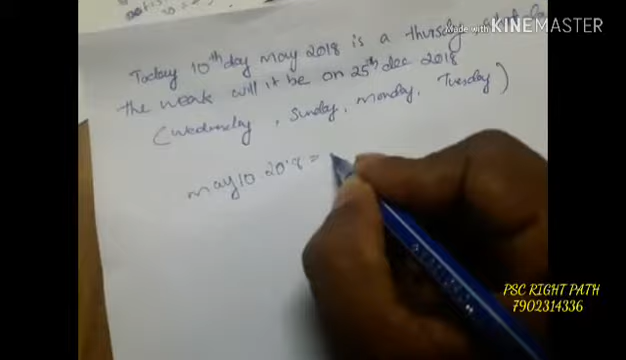 Made with KINEMASTER
Today 10th day may 2018 is a thursday
the weak will it be on 25th dec 2018
(wednesday, Sunday, monday, Tuesday)
may 10 2018 =
PSC RIGHT PATH
7902314336